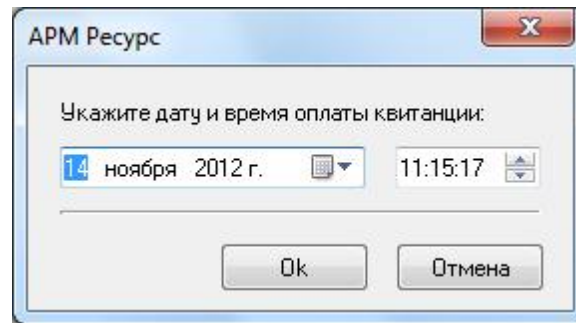 АРМ Ресурс
Укажите дату и время оплаты квитанции:
14 ноября 2012 г. 11:15:17
Ok Отмена